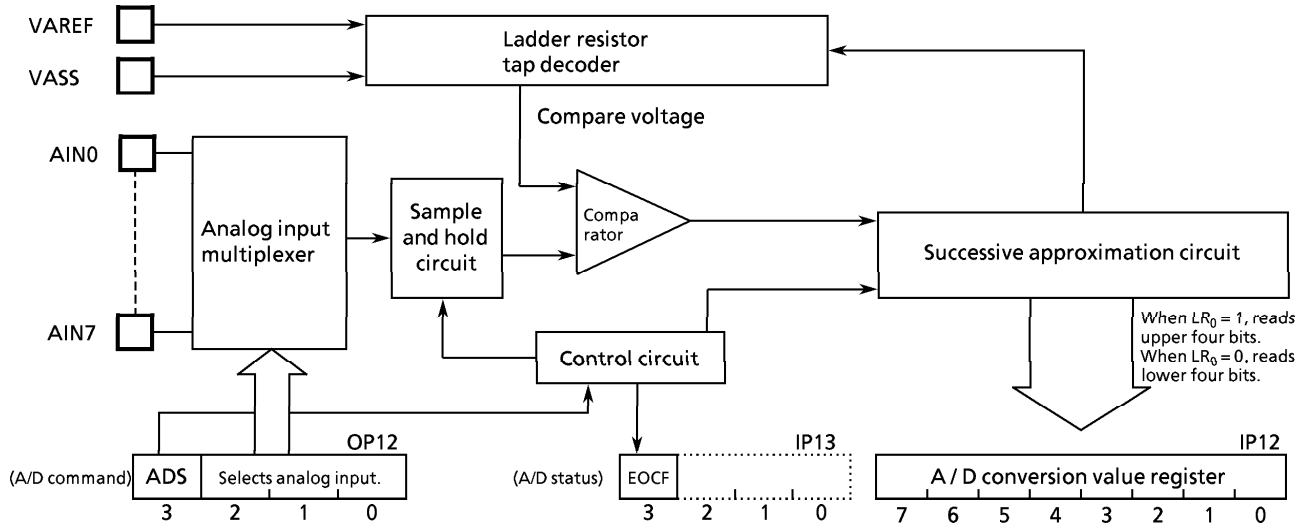 VAREF
VASS
Ladder resistor
tap decoder
Compare voltage
AIN0
AIN7
Analog input
multiplexer
Sample
and hold
circuit
Compa
rator
Successive approximation circuit
When LR0 = 1, reads
upper four bits.
When LR0 = 0, reads
lower four bits.
Control circuit
OP12
(A/D command)
ADS
Selects analog input.
3 2 1 0
IP13
(A/D status)
EOCF
3 2 1 0
IP12
A / D conversion value register
7 6 5 4 3 2 1 0